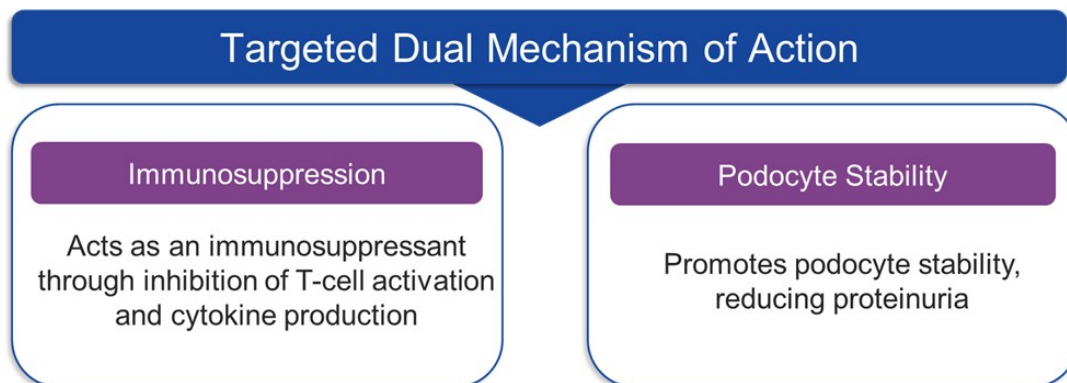 Targeted Dual Mechanism of Action
Immunosuppression
Acts as an immunosuppressant
through inhibition of T-cell activation
and cytokine production
Podocyte Stability
Promotes podocyte stability,
reducing proteinuria